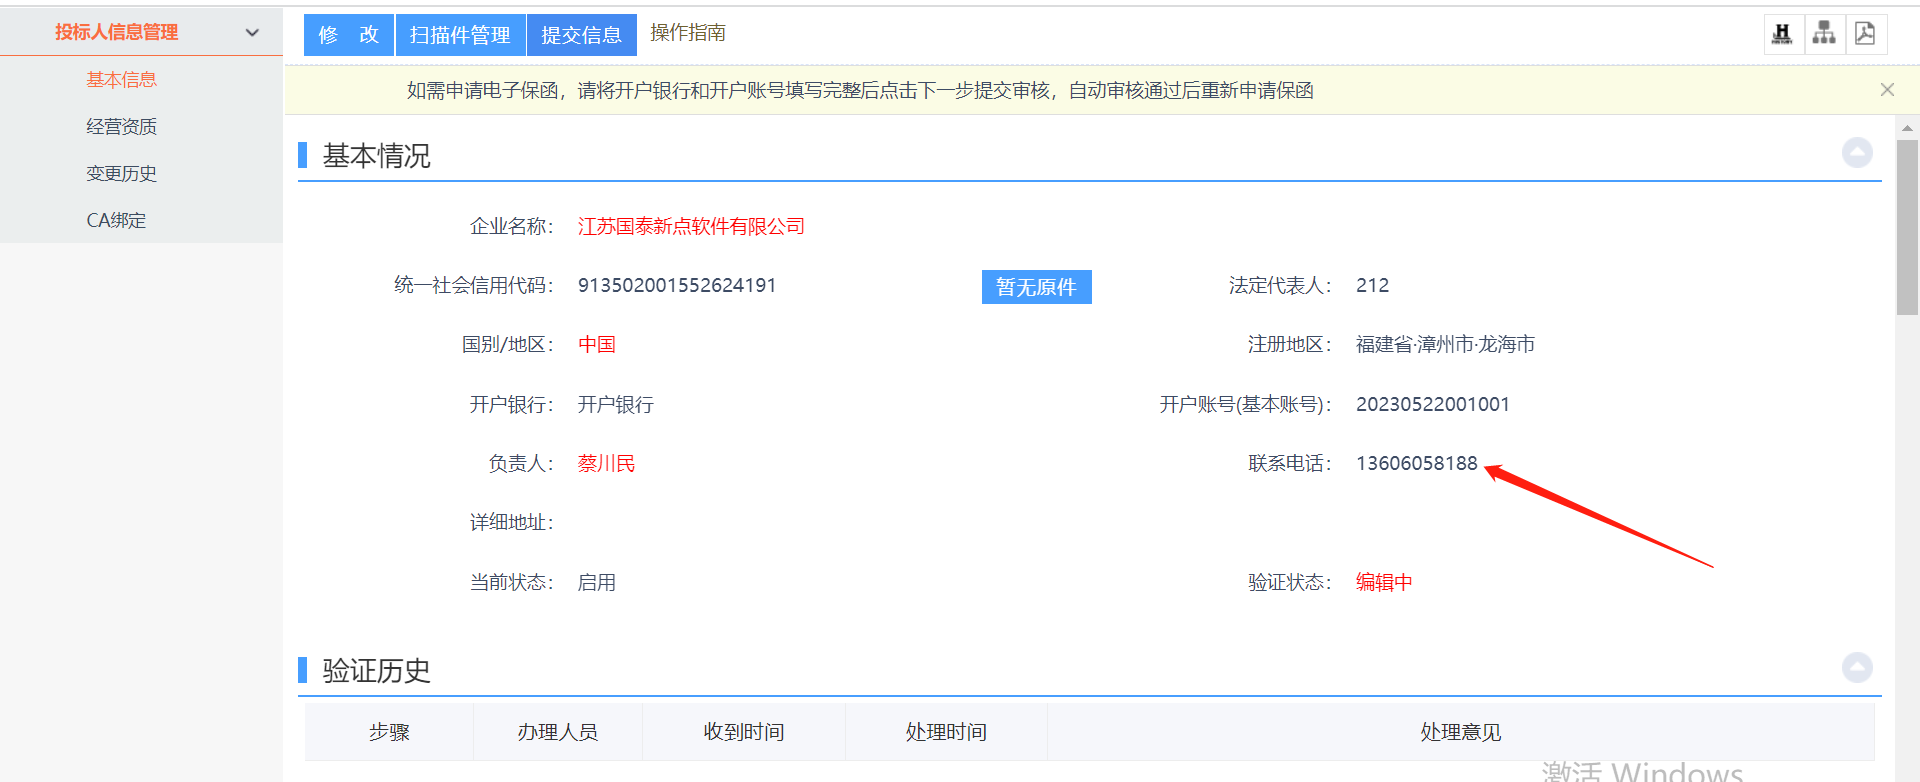 投标人信息管理
基本信息
经营资质
变更历史
CA绑定
修 改 扫描件管理 提交信息 操作指南
如需申请电子保函，请将开户银行和开户账号填写完整后点击下一步提交审核，自动审核通过后重新申请保函
基本情况
企业名称： 江苏国泰新点软件有限公司
统一社会信用代码： 913502001552624191 暂无原件 法定代表人： 212
国别/地区： 中国 注册地区： 福建省·漳州市·龙海市
开户银行： 开户银行 开户账号(基本账号)： 20230522001001
负责人： 蔡川民 联系电话： 13606058188
详细地址：
当前状态： 启用 验证状态： 编辑中
验证历史
步骤 办理人员 收到时间 处理时间 处理意见
激活 Windows